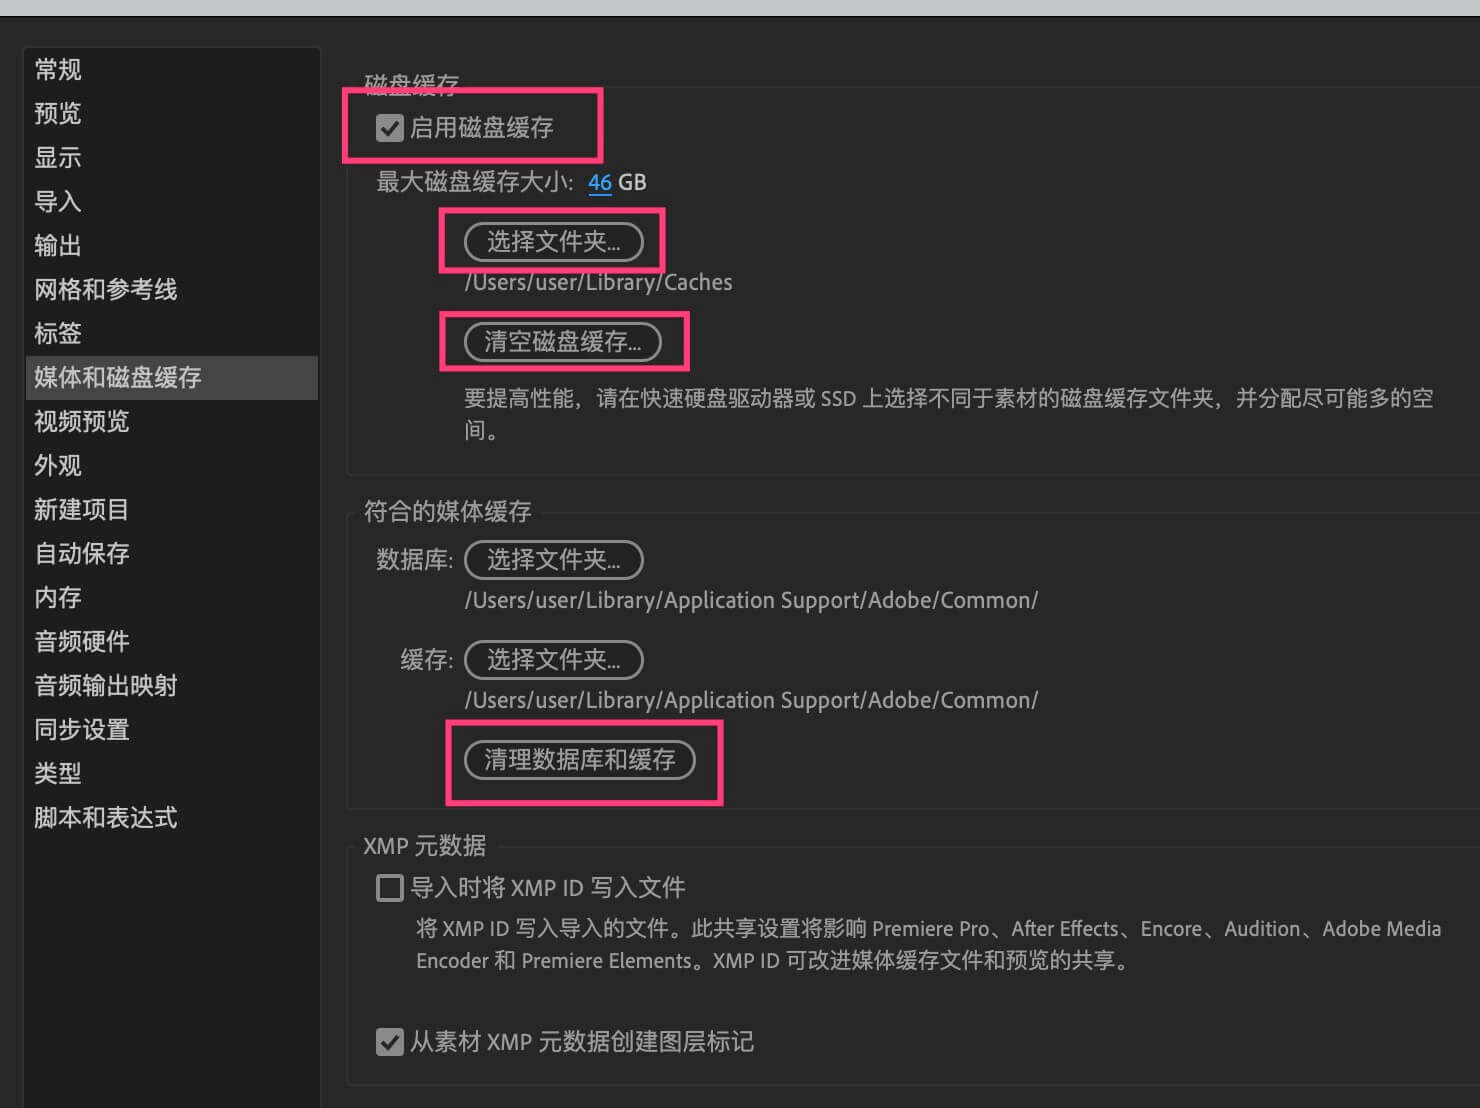 常规
预览
显示
导入
输出
网格和参考线
标签
媒体和磁盘缓存
视频预览
外观
新建项目
自动保存
内存
音频硬件
音频输出映射
同步设置
类型
脚本和表达式
磁盘缓存
启用磁盘缓存
最大磁盘缓存大小: 46 GB
选择文件夹...
/Users/user/Library/Caches
清空磁盘缓存...
要提高性能，请在快速硬盘驱动器或 SSD 上选择不同于素材的磁盘缓存文件夹，并分配尽可能多的空
间。
符合的媒体缓存
数据库: 选择文件夹...
/Users/user/Library/Application Support/Adobe/Common/
缓存: 选择文件夹...
/Users/user/Library/Application Support/Adobe/Common/
清理数据库和缓存
XMP 元数据
导入时将 XMP ID 写入文件
将 XMP ID 写入导入的文件。此共享设置将影响 Premiere Pro、After Effects、Encore、Audition、Adobe Media
Encoder 和 Premiere Elements。XMP ID 可改进媒体缓存文件和预览的共享。
从素材 XMP 元数据创建图层标记